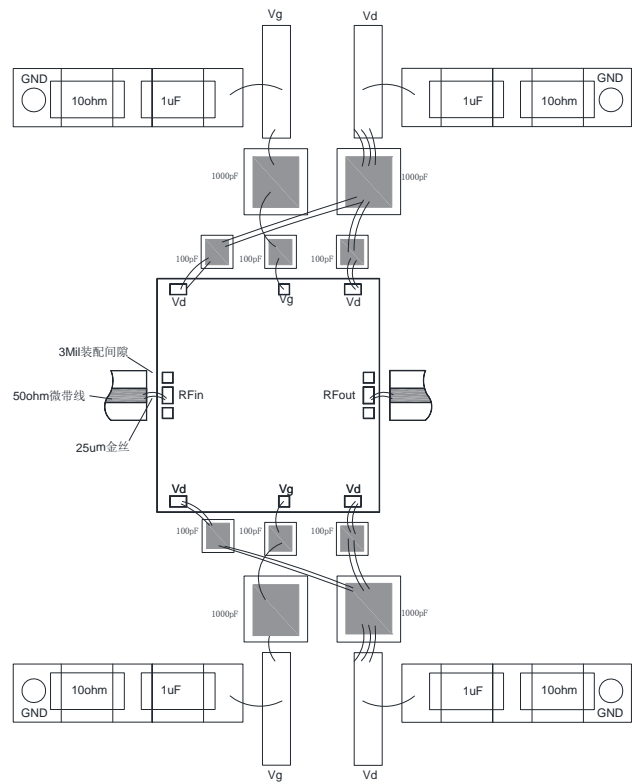 Vg
Vd
GND
10ohm
1uF
1uF
10ohm
GND
1000pF
1000pF
100pF
100pF
100pF
Vd
Vg
Vd
3Mil装配间隙
50ohm微带线
RFin
RFout
25um金丝
Vd
Vg
Vd
100pF
100pF
100pF
1000pF
1000pF
10ohm
1uF
1uF
10ohm
GND
GND
Vg
Vd